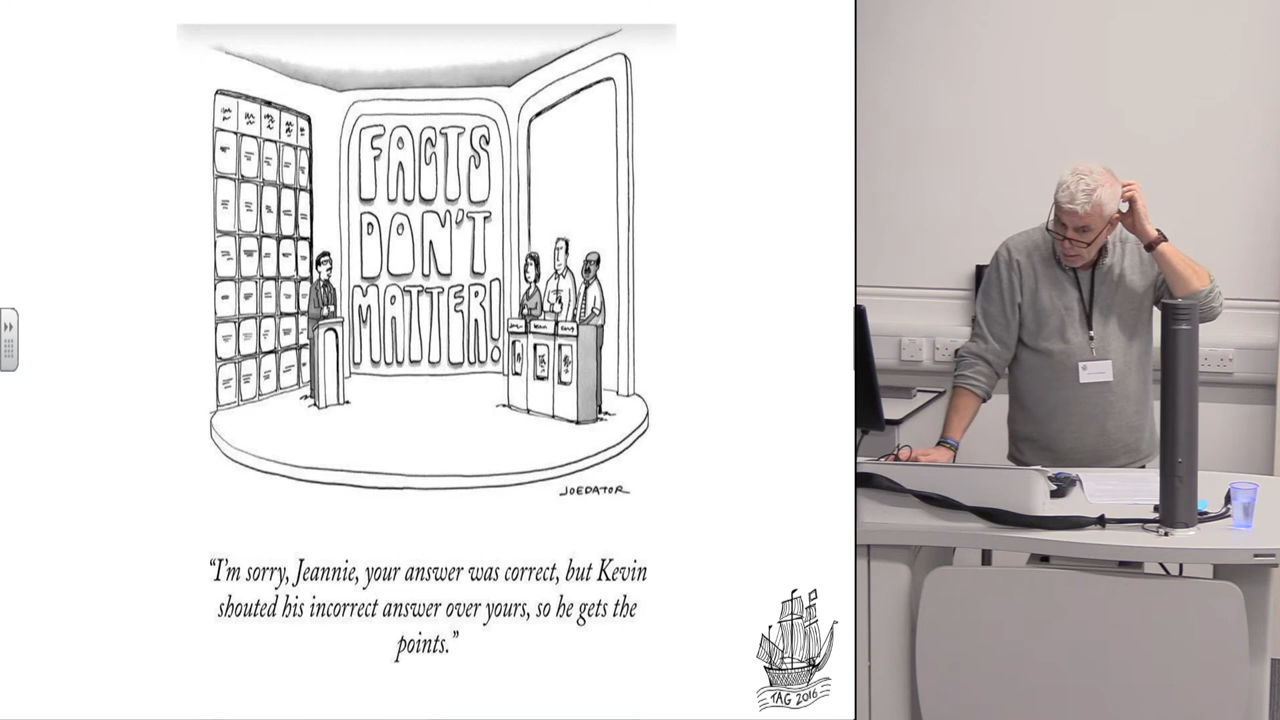 FACTS
DON'T
MATTER!
JOEDATOR
“I'm sorry, Jeannie, your answer was correct, but Kevin
shouted his incorrect answer over yours, so he gets the
points.”
TAG 2016